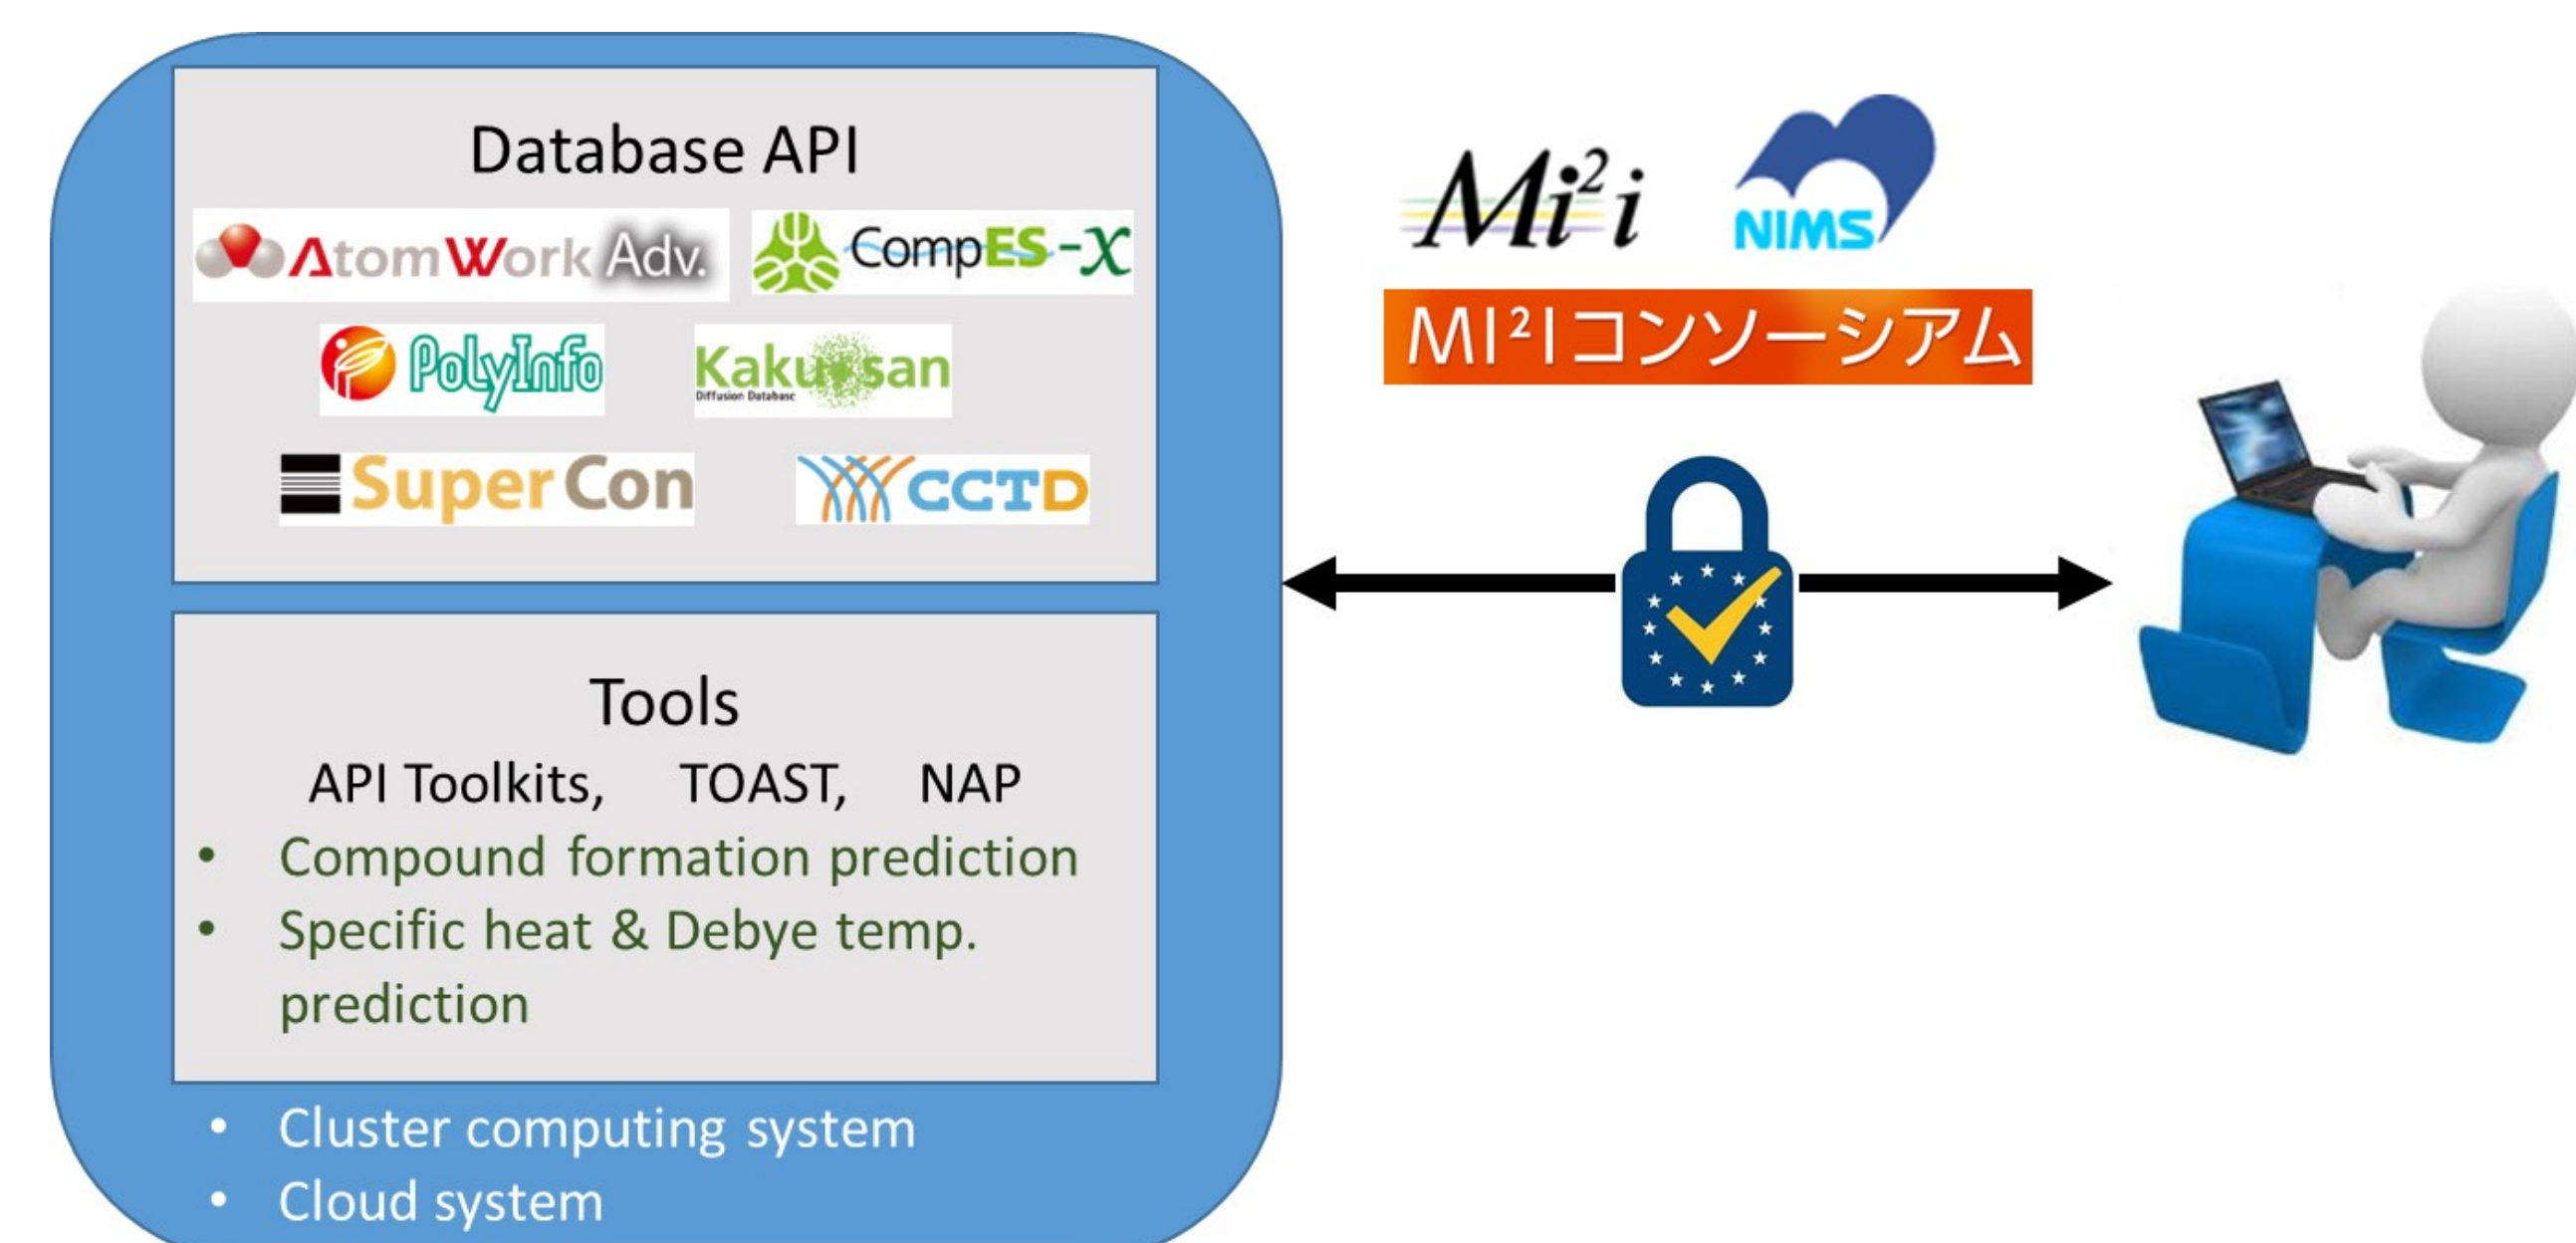 Database API
AtomWork Adv.
CompES-X
PolyInfo
Kakusan
Diffusion Database
SuperCon
CCTD
Tools
API Toolkits, TOAST, NAP
• Compound formation prediction
• Specific heat & Debye temp.
prediction
• Cluster computing system
• Cloud system
Mi²i
NIMS
MI²Iコンソーシアム